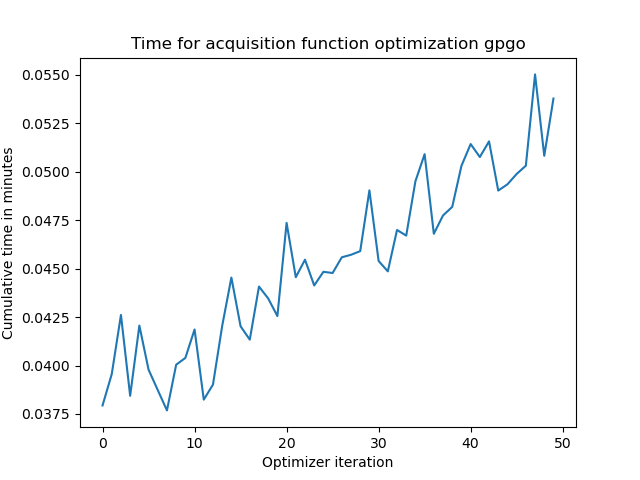 Time for acquisition function optimization gpgo
Cumulative time in minutes
0.0550
0.0525
0.0500
0.0475
0.0450
0.0425
0.0400
0.0375
0 10 20 30 40 50
Optimizer iteration